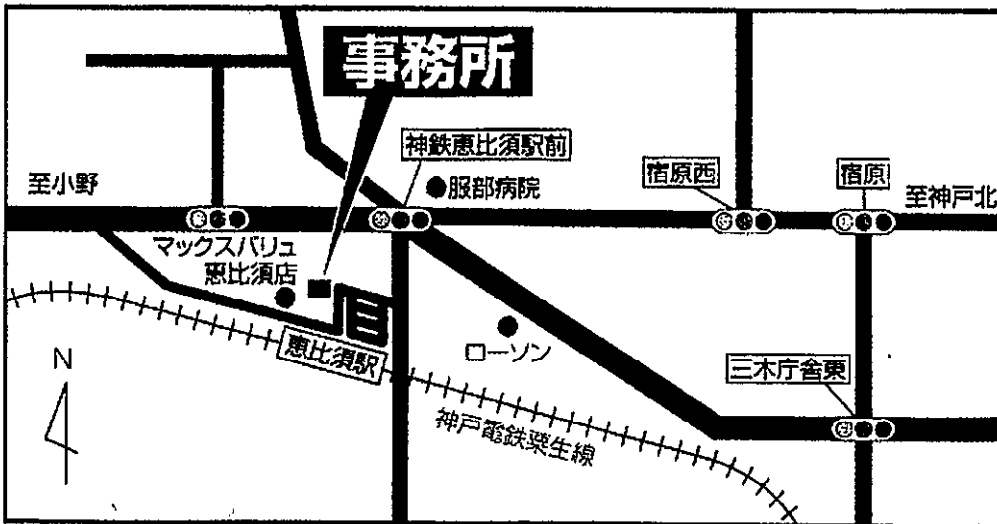 事務所
神鉄恵比須駅前
服部病院
宿原西
宿原
至小野
至神戸北
マックスバリュ
恵比須店
恵比須駅
ローソン
三木庁舎東
神戸電鉄粟生線
N